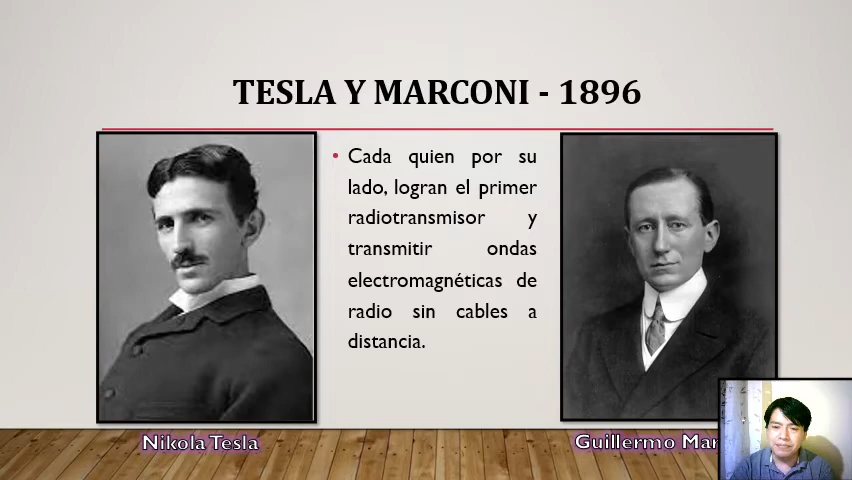 TESLA Y MARCONI - 1896
• Cada quien por su
lado, logran el primer
radiotransmisor y
transmitir ondas
electromagnéticas de
radio sin cables a
distancia.
Nikola Tesla
Guillermo